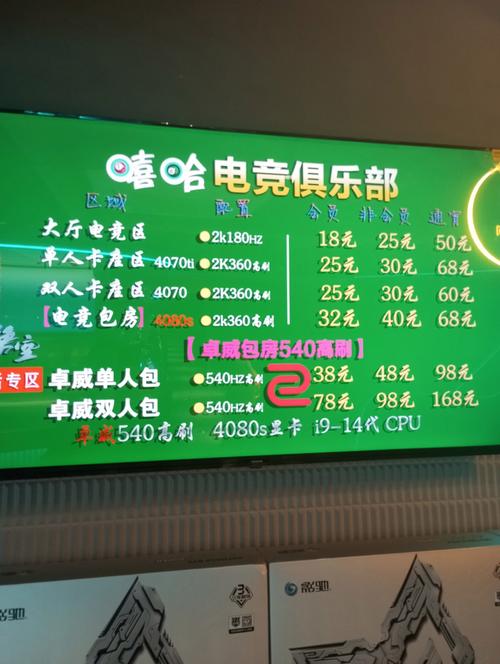 嘻哈电竞俱乐部
区域 配置 会员 非会员 通宵
大厅电竞区 2k180HZ 18元 25元 50元
单人卡座区 4070ti 2K360高刷 25元 30元 68元
双人卡座区 4070 2K360高刷 25元 30元 60元
【电竞包房】4080s 2k360高刷 32元 40元 68元
【卓威包房540高刷】
专区 卓威单人包 540HZ高刷 38元 48元 98元
卓威双人包 540HZ高刷 78元 98元 168元
卓威540高刷 4080s显卡 i9-14代 CPU